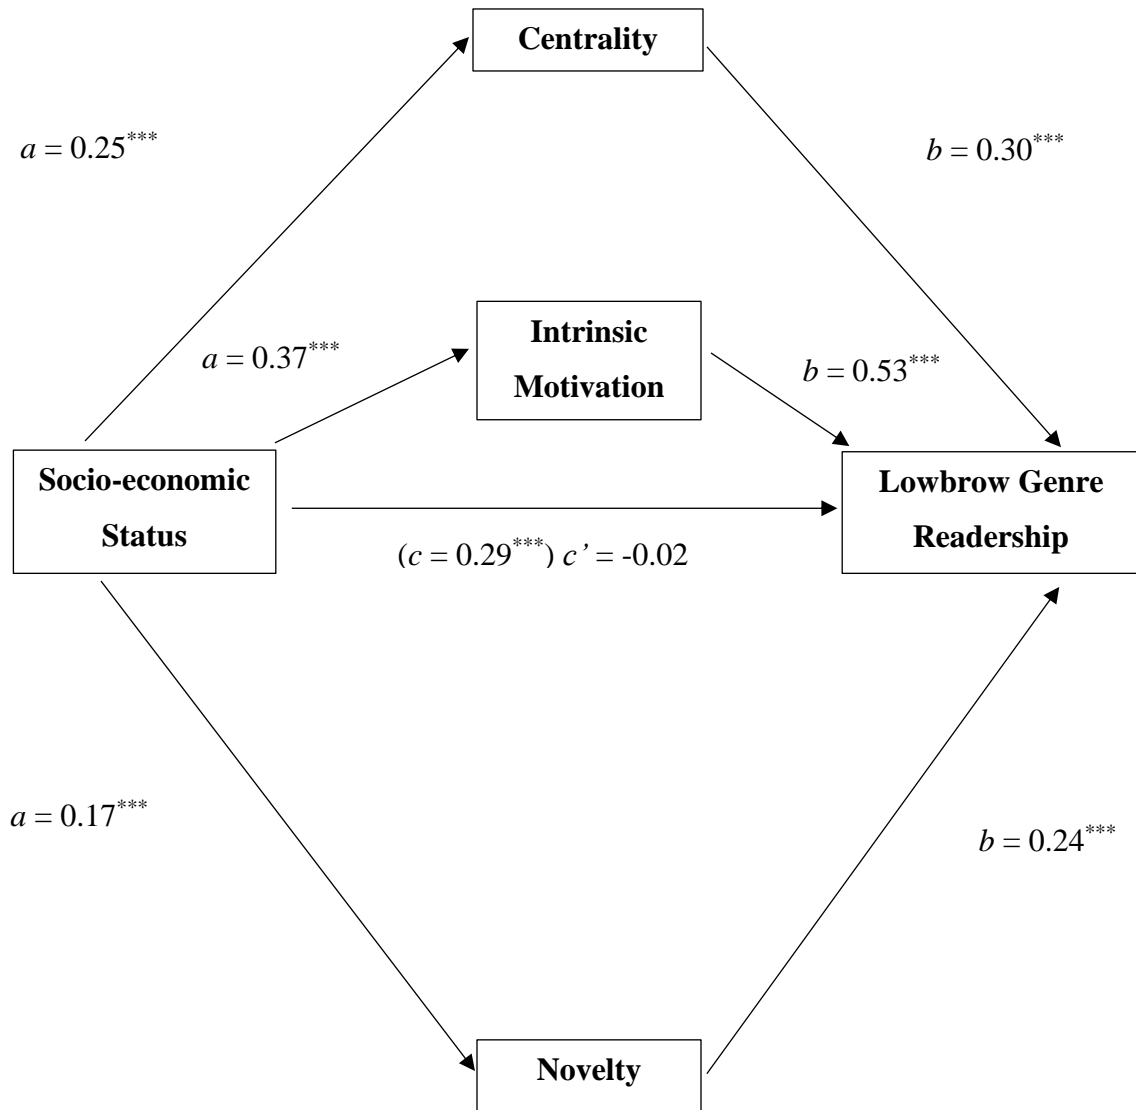 Centrality
a = 0.25***
b = 0.30***
Intrinsic
Motivation
a = 0.37***
b = 0.53***
Socio-economic
Status
Lowbrow Genre
Readership
(c = 0.29***) c’ = -0.02
a = 0.17***
b = 0.24***
Novelty